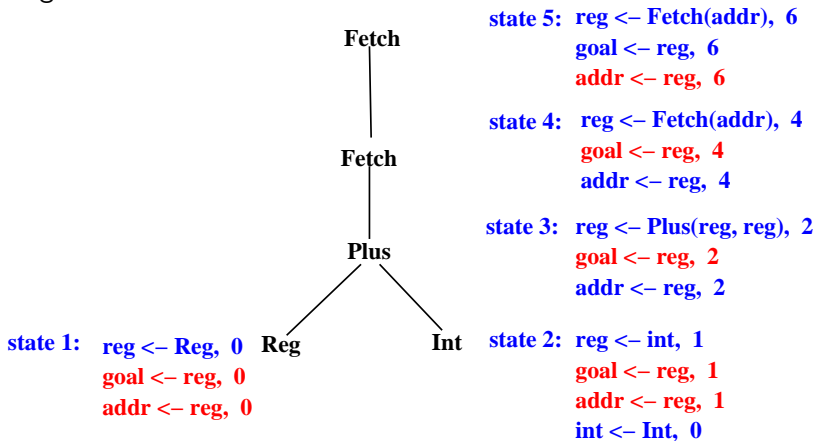 state 5: reg <− Fetch(addr), 6
Fetch
goal <− reg, 6
addr <− reg, 6
state 4: reg <− Fetch(addr), 4
Fetch
goal <− reg, 4
addr <− reg, 4
state 3: reg <− Plus(reg, reg), 2
Plus
goal <− reg, 2
addr <− reg, 2
state 1: reg <− Reg, 0 Reg
goal <− reg, 0
addr <− reg, 0
Int state 2: reg <− int, 1
goal <− reg, 1
addr <− reg, 1
int <− Int, 0